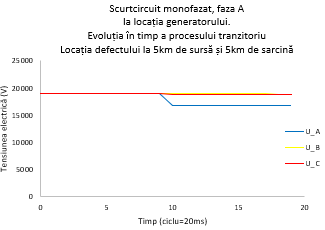 Scurtcircuit monofazat, faza A
la locația generatorului.
Evoluția în timp a procesului tranzitoriu
Locația defectului la 5km de sursă și 5km de sarcină
Tensiunea electrică (V)
25000
20000
15000
10000
5000
0
0
5
10
15
20
Timp (ciclu=20ms)
U_A
U_B
U_C